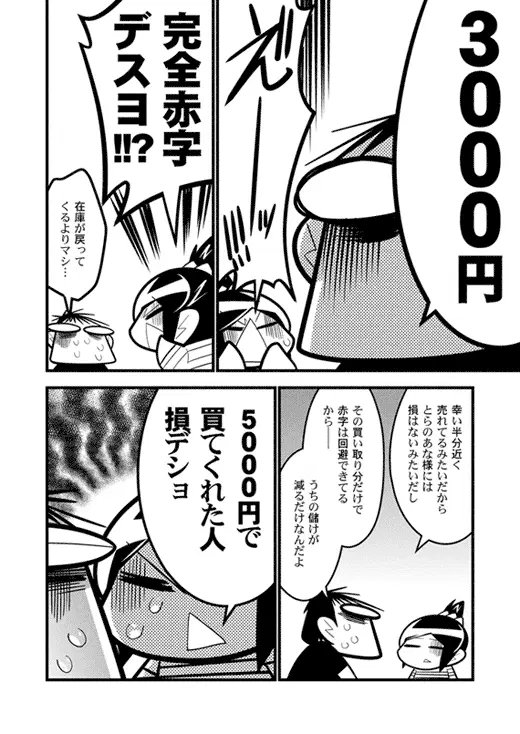 3000円
ド
ン
完全赤字
デスヨ!!?
在庫が戻って
くるよりマシ…
幸い半分近く
売れてるみたいだから
とらのあな様には
損はないみたいだし
その買い取り分だけで
赤字は回避できてる
から――
うちの儲けが
減るだけなんだよ
5000円で
買てくれた人
損デショ